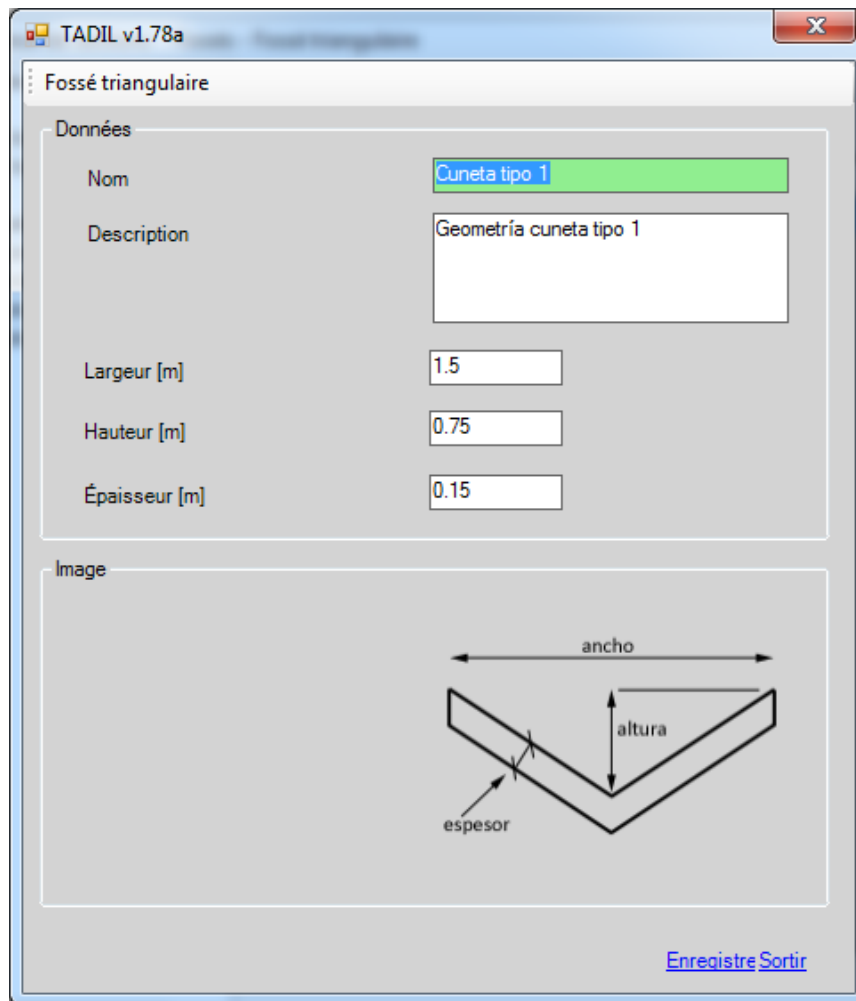 TADIL v1.78a
Fossé triangulaire
Données
Nom
Cuneta tipo 1
Description
Geometría cuneta tipo 1
Largeur [m]
1.5
Hauteur [m]
0.75
Épaisseur [m]
0.15
Image
ancho
altura
espesor
Enregistre Sortir